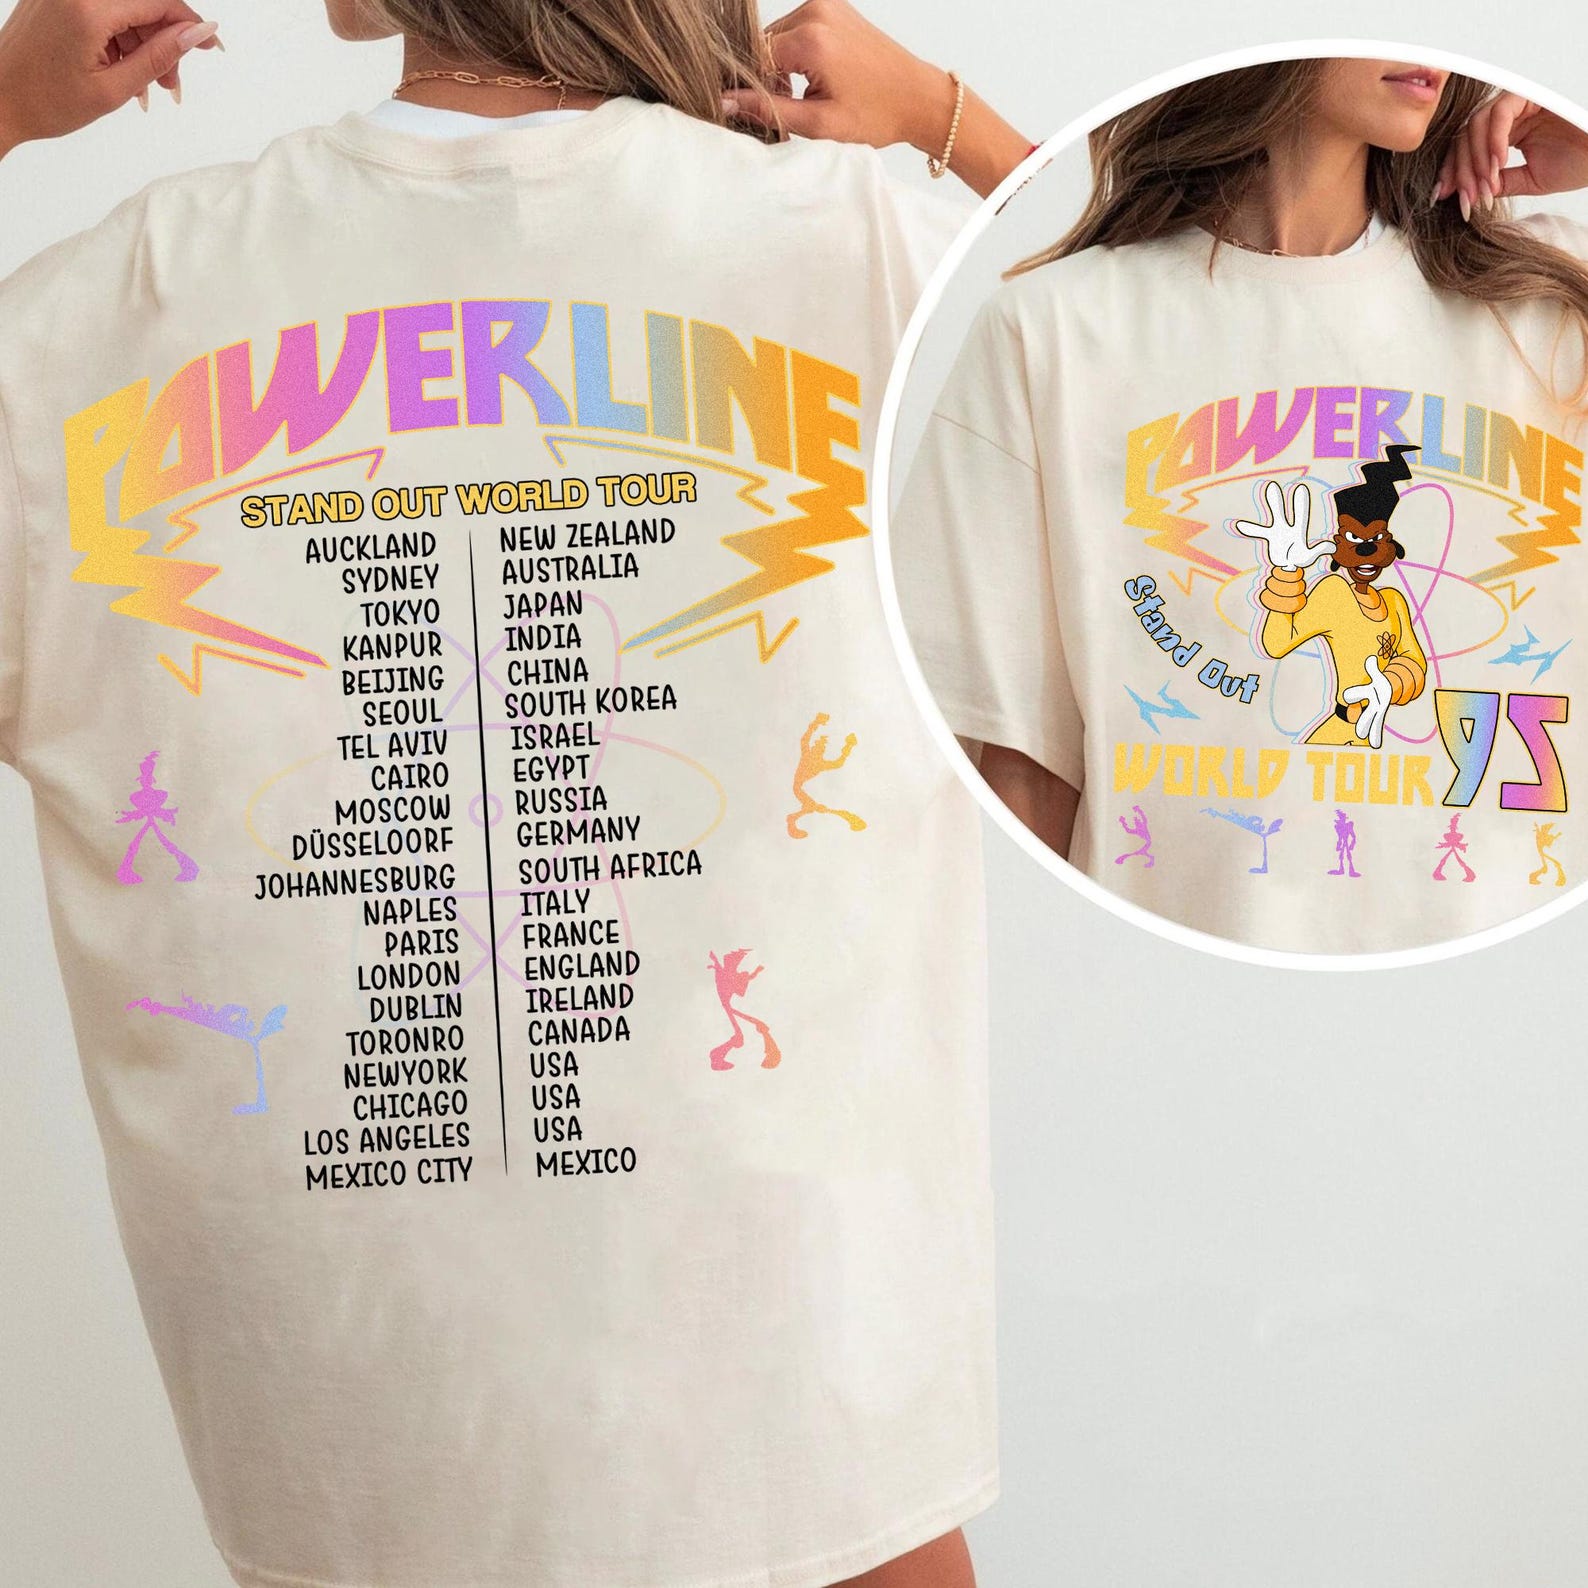 POWERLINE
STAND OUT WORLD TOUR
AUCKLAND NEW ZEALAND
SYDNEY AUSTRALIA
TOKYO JAPAN
KANPUR INDIA
BEIJING CHINA
SEOUL SOUTH KOREA
TEL AVIV ISRAEL
CAIRO EGYPT
MOSCOW RUSSIA
DÜSSELOORF GERMANY
JOHANNESBURG SOUTH AFRICA
NAPLES ITALY
PARIS FRANCE
LONDON ENGLAND
DUBLIN IRELAND
TORONRO CANADA
NEWYORK USA
CHICAGO USA
LOS ANGELES USA
MEXICO CITY MEXICO
POWERLINE
Stand Out
WORLD TOUR 95